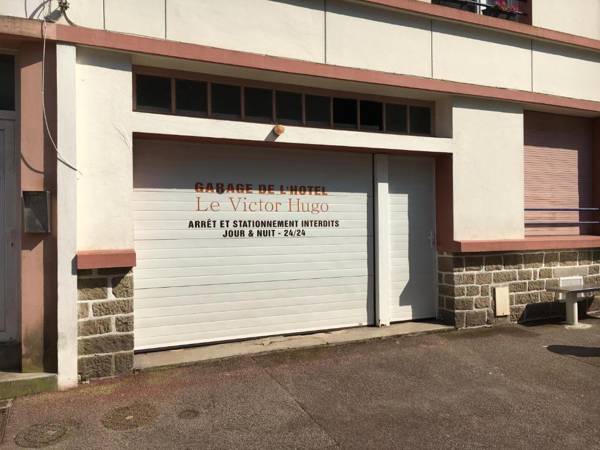 GARAGE DE L'HOTEL
Le Victor Hugo
ARRÊT ET STATIONNEMENT INTERDITS
JOUR & NUIT - 24/24